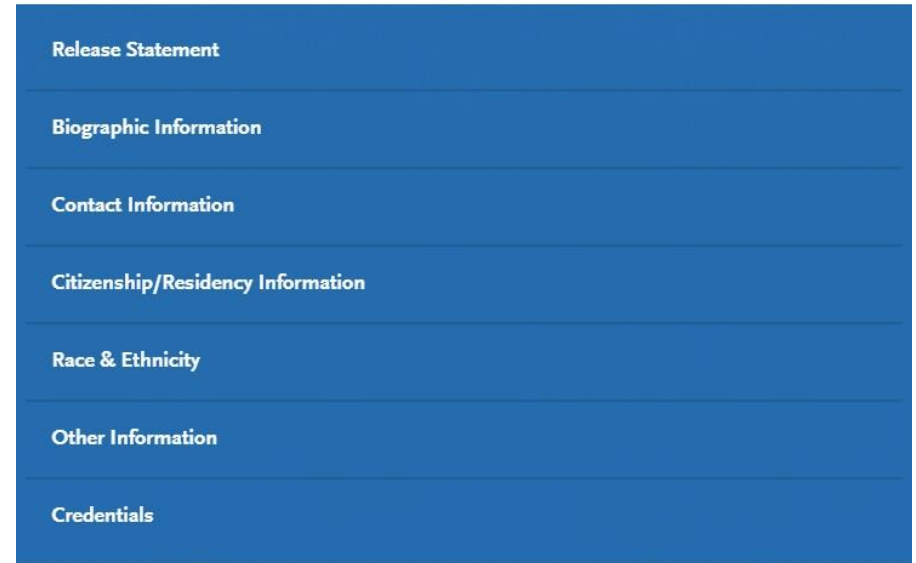 Release Statement
Biographic Information
Contact Information
Citizenship/Residency Information
Race & Ethnicity
Other Information
Credentials